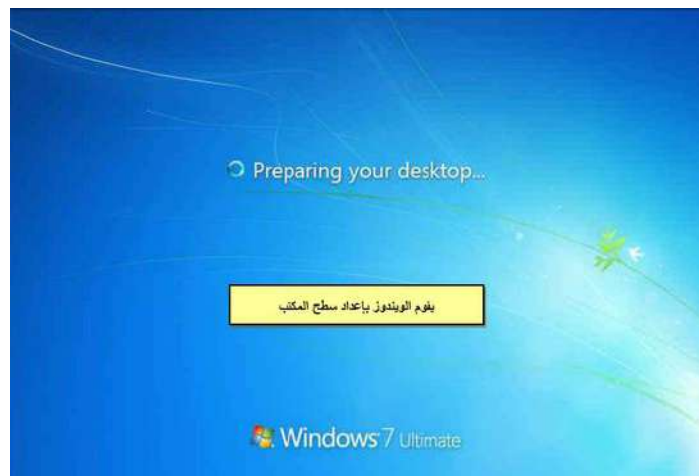 Preparing your desktop...
يقوم الويندوز بإعداد سطح المكتب
Windows 7 Ultimate